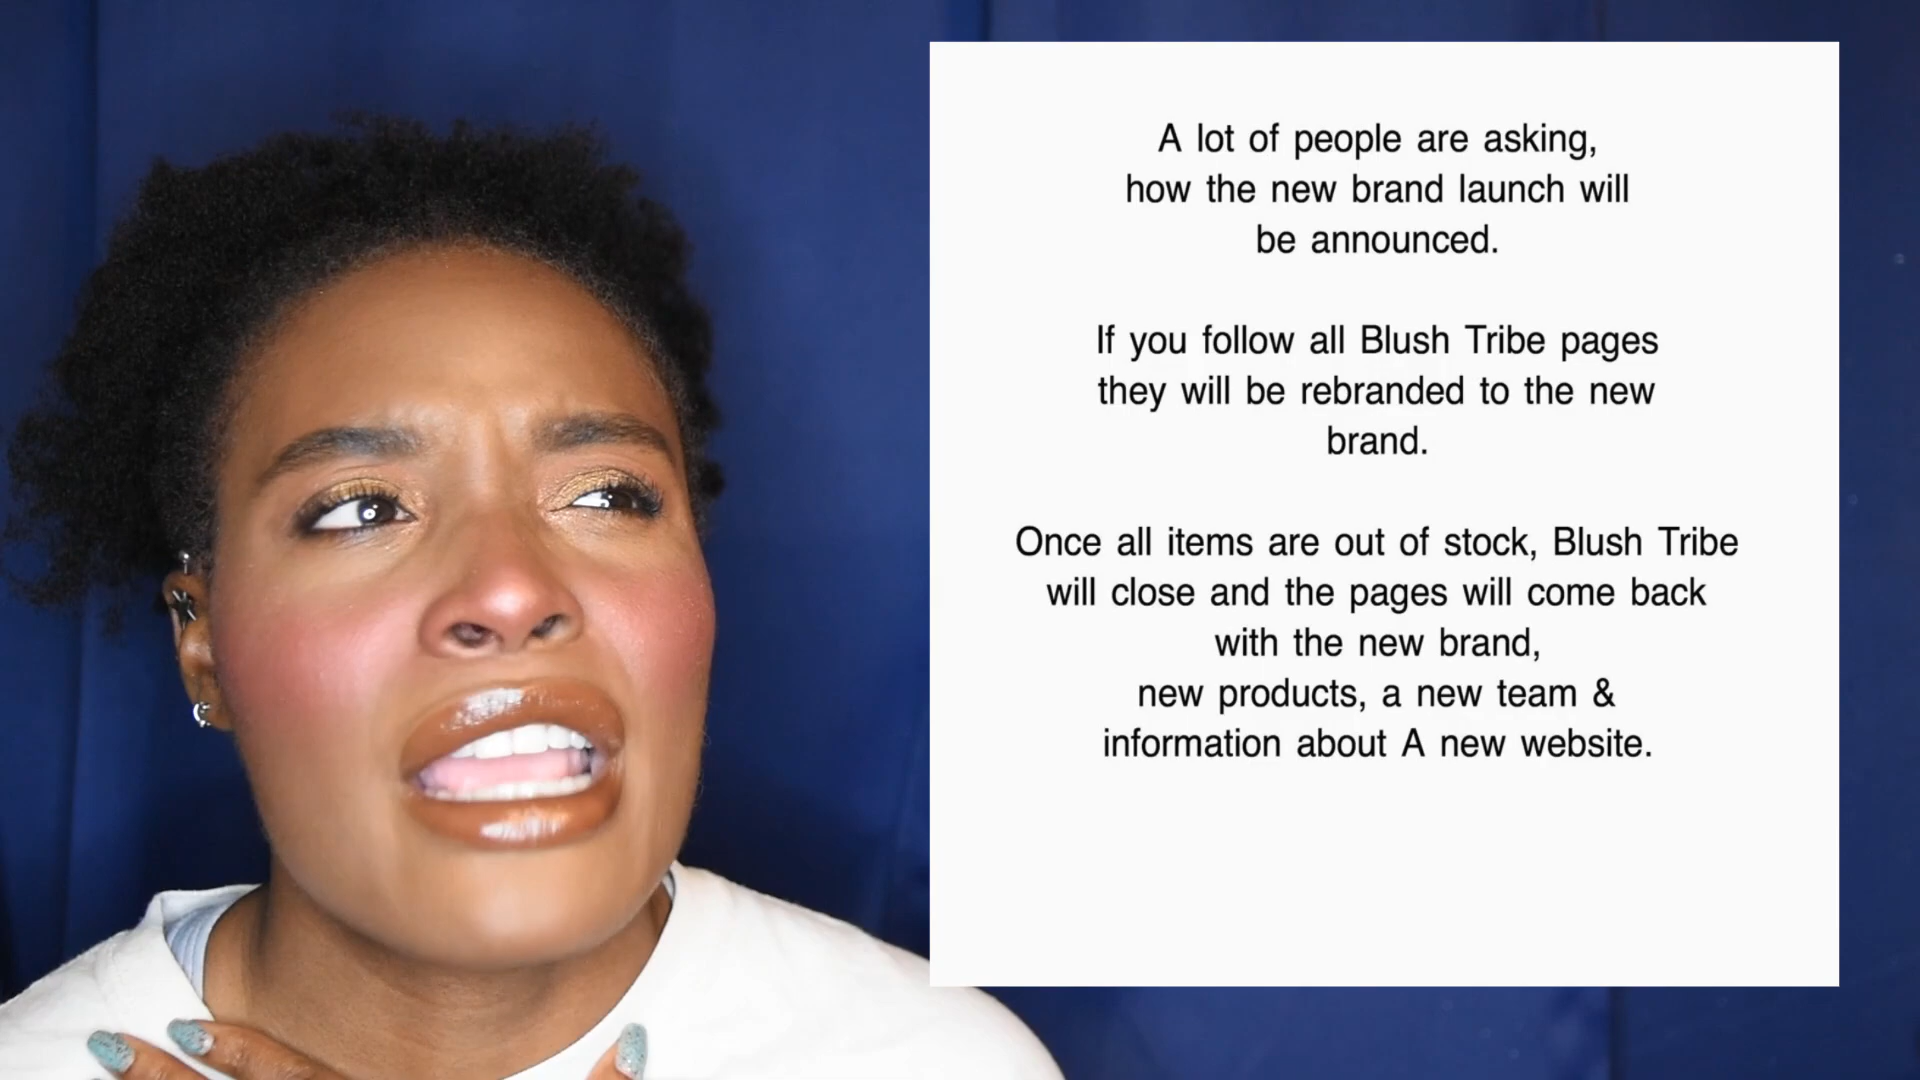 A lot of people are asking,
how the new brand launch will
be announced.
If you follow all Blush Tribe pages
they will be rebranded to the new
brand.
Once all items are out of stock, Blush Tribe
will close and the pages will come back
with the new brand,
new products, a new team &
information about A new website.